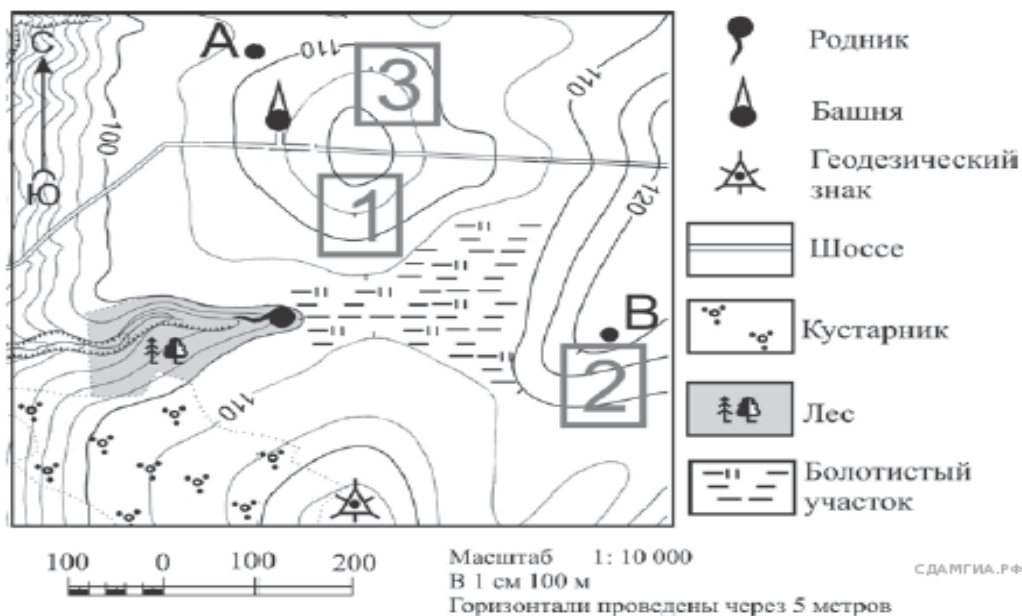 С
Ю
А
В
1
2
3
100
110
110
120
110
Родник
Башня
Геодезический
знак
Шоссе
Кустарник
Лес
Болотистый
участок
100 0 100 200
Масштаб 1: 10 000
В 1 см 100 м
Горизонтали проведены через 5 метров
СДАМГИА.РФ